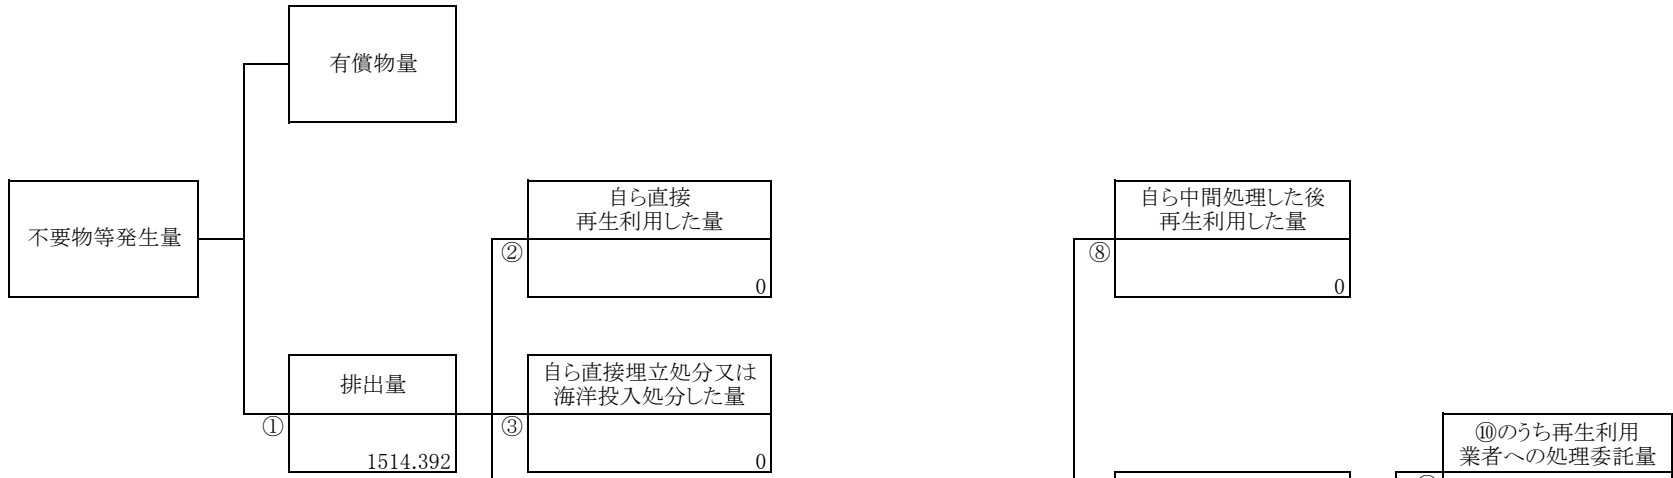 有償物量
不要物等発生量
自ら直接
再生利用した量
②
0
自ら中間処理した後
再生利用した量
⑧
0
排出量
①
1514.392
自ら直接埋立処分又は
海洋投入処分した量
③
0
⑩のうち再生利用
業者への処理委託量